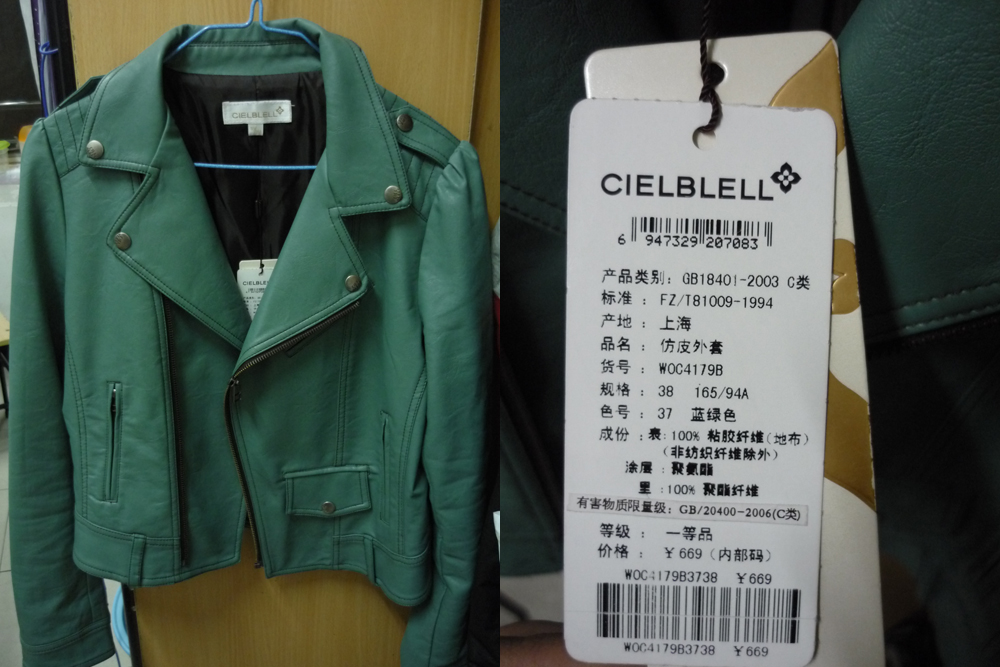 CIELBLELL
CIELBLELL
CIELBLELL
6 947329 207083
产品类别: GB18401-2003 C类
标准 : FZ/T81009-1994
产地 : 上海
品名 : 仿皮外套
货号 : WOC4179B
规格 : 38 165/94A
色号 : 37 蓝绿色
成份 : 表: 100% 粘胶纤维(地布)
(非纺织纤维除外)
涂层 : 聚氨酯
里 : 100% 聚酯纤维
有害物质限量级: GB/20400-2006(C类)
等级 : 一等品
价格 : ￥669 (内部码)
WOC4179B3738 ￥669
WOC4179B3738 ￥669